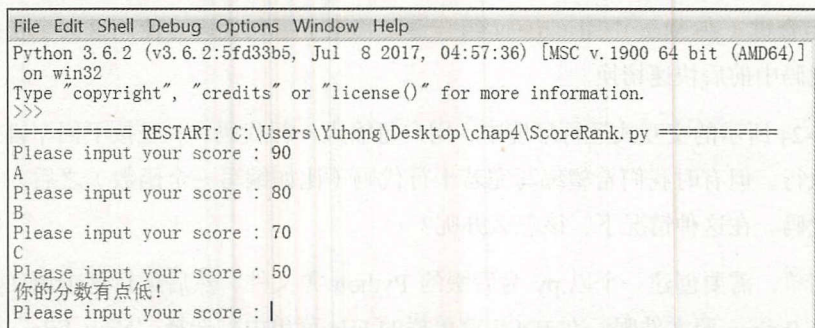 File Edit Shell Debug Options Window Help
Python 3.6.2 (v3.6.2:5fd33b5, Jul 8 2017, 04:57:36) [MSC v.1900 64 bit (AMD64)]
on win32
Type "copyright", "credits" or "license()" for more information.
>>>
=========== RESTART: C:\Users\Yuhong\Desktop\chap4\ScoreRank.py ===========
Please input your score : 90
A
Please input your score : 80
B
Please input your score : 70
C
Please input your score : 50
你的分数有点低!
Please input your score :